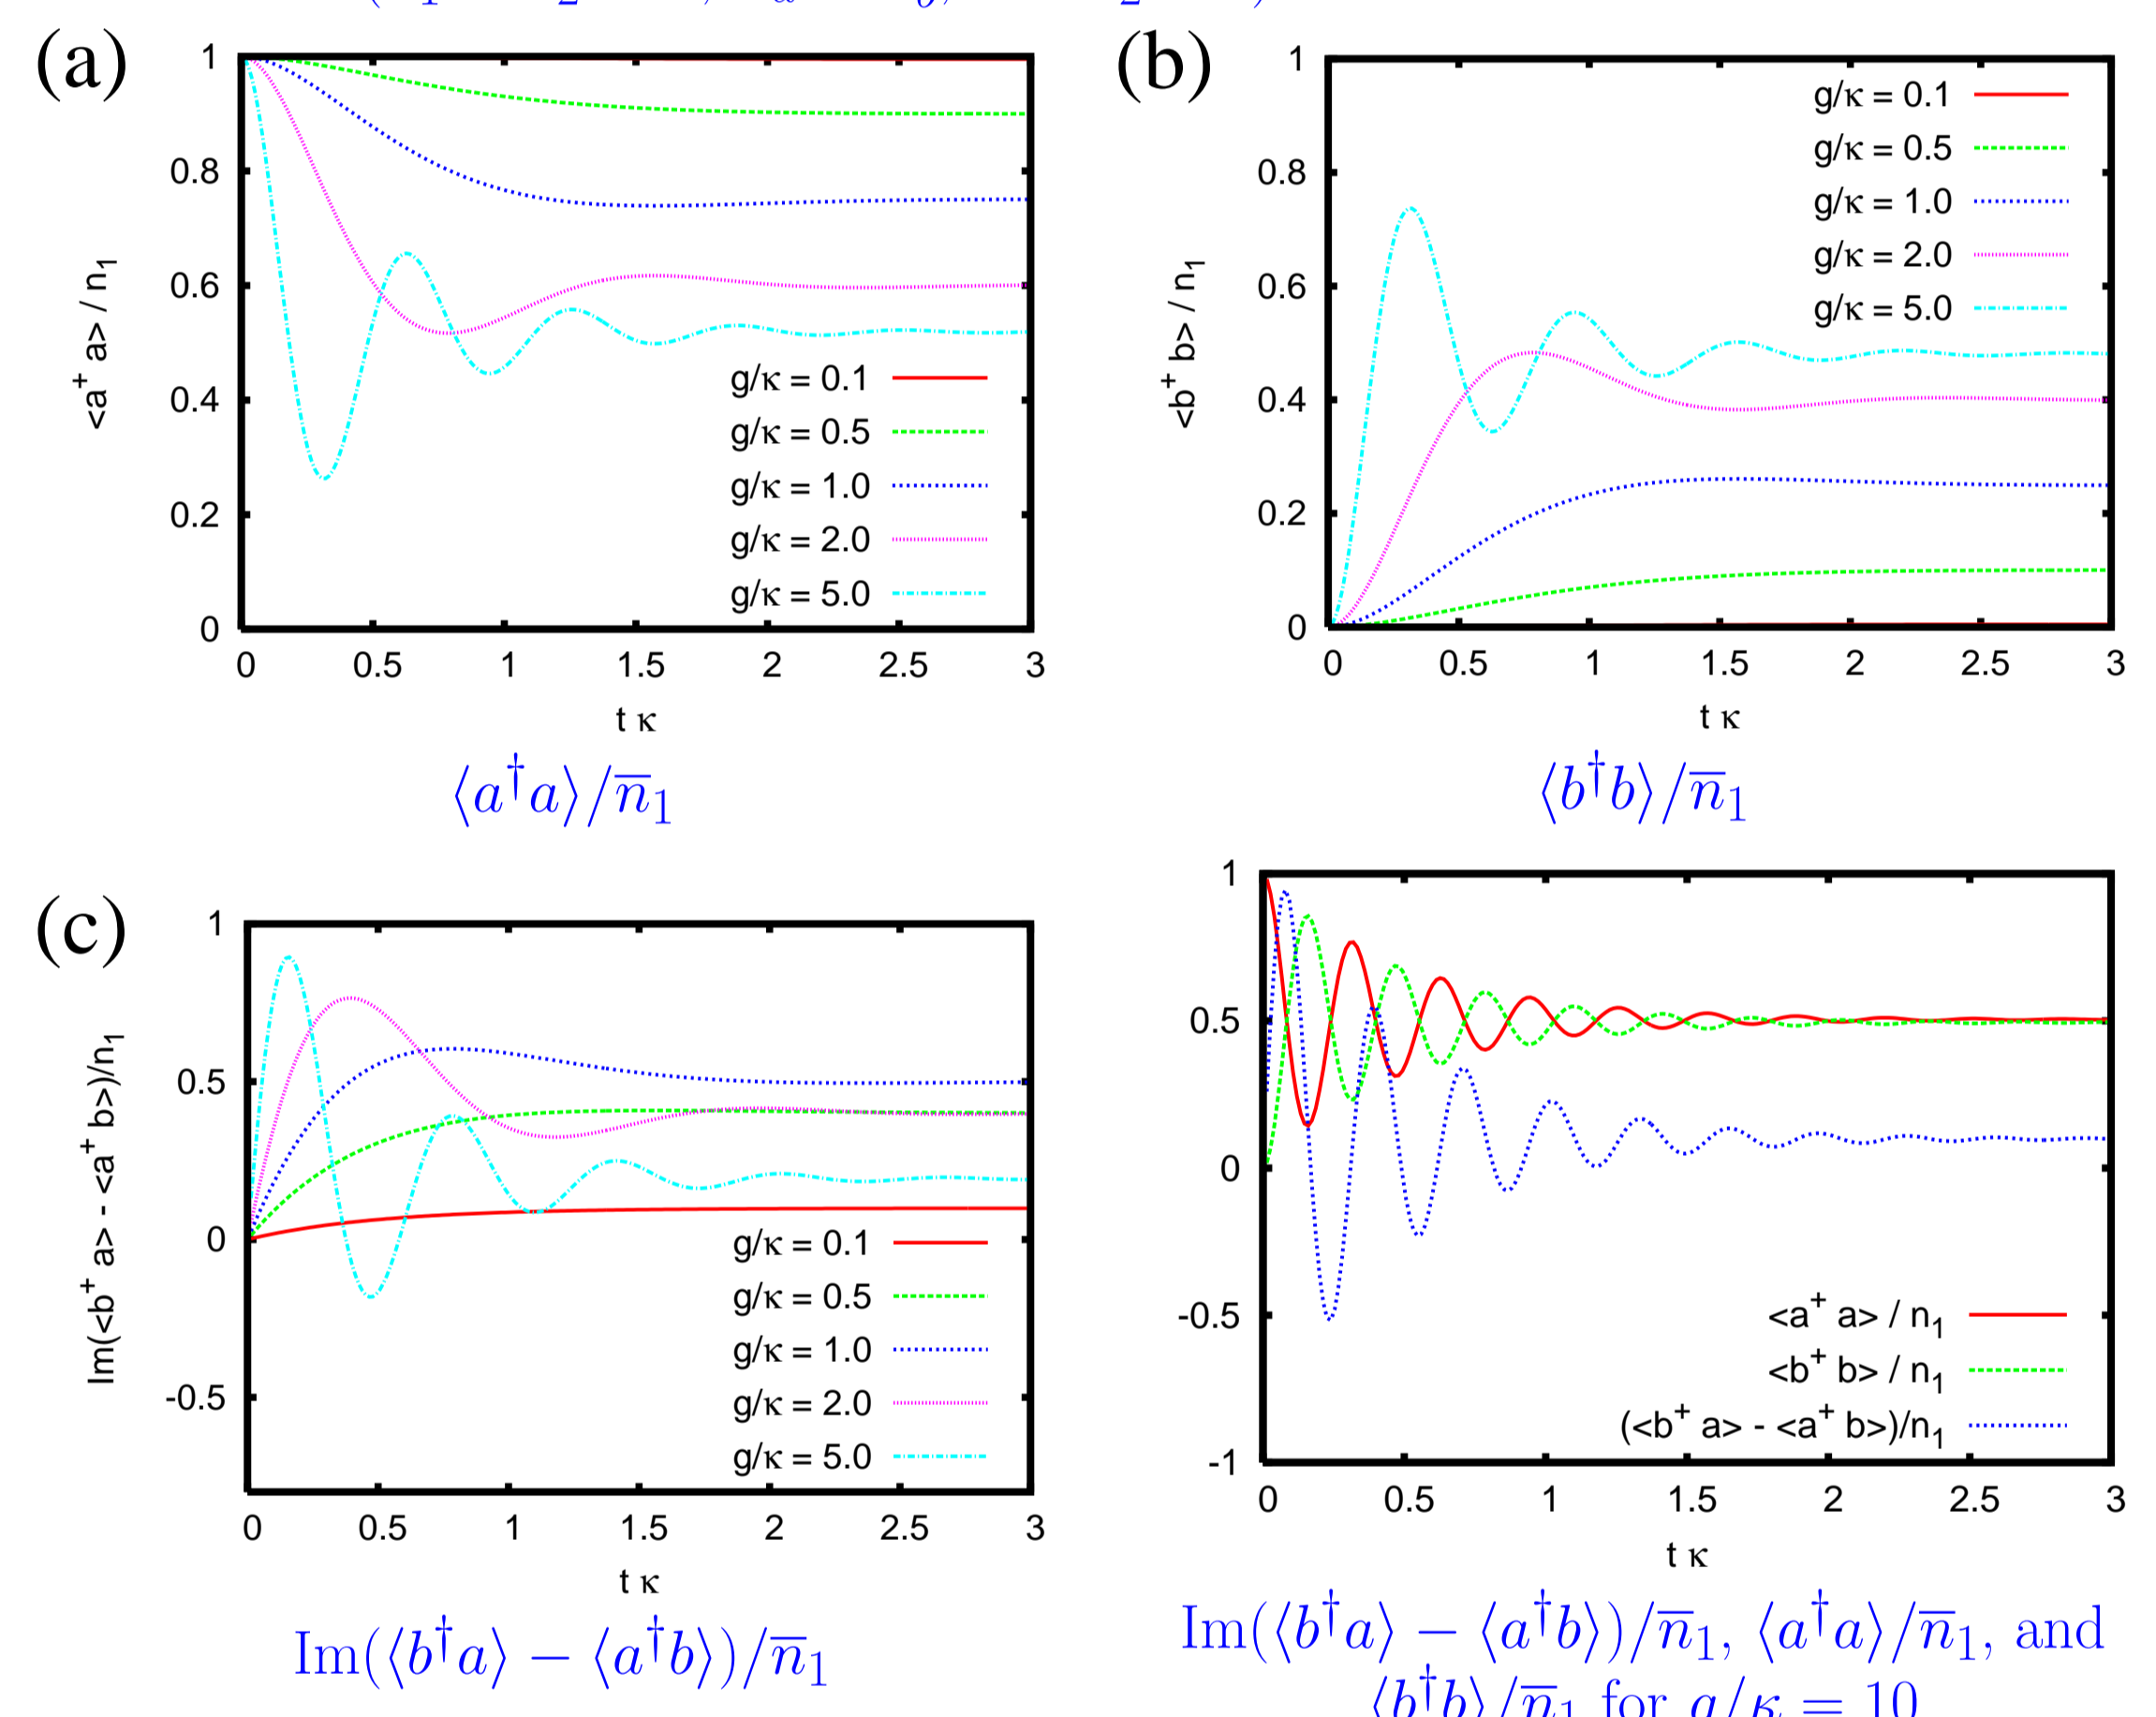 (a)
1
0.8
0.6
0.4
0.2
0
<a⁺ a> / n₁
g/κ = 0.1
g/κ = 0.5
g/κ = 1.0
g/κ = 2.0
g/κ = 5.0
0 0.5 1 1.5 2 2.5 3
t κ
⟨a†a⟩/n̅₁
(b)
1
0.8
0.6
0.4
0.2
0
<b⁺ b> / n₁
g/κ = 0.1
g/κ = 0.5
g/κ = 1.0
g/κ = 2.0
g/κ = 5.0
0 0.5 1 1.5 2 2.5 3
t κ
⟨b†b⟩/n̅₁
(c)
1
0.5
0
-0.5
Im(<b⁺ a> - <a⁺ b>)/n₁
g/κ = 0.1
g/κ = 0.5
g/κ = 1.0
g/κ = 2.0
g/κ = 5.0
0 0.5 1 1.5 2 2.5 3
t κ
Im(⟨b†a⟩ − ⟨a†b⟩)/n̅₁
1
0.5
0
-0.5
-1
<a⁺ a> / n₁
<b⁺ b> / n₁
(<b⁺ a> - <a⁺ b>)/n₁
0 0.5 1 1.5 2 2.5 3
t κ
Im(⟨b†a⟩ − ⟨a†b⟩)/n̅₁, ⟨a†a⟩/n̅₁, and
⟨b†b⟩/n̅₁ for g/κ = 10